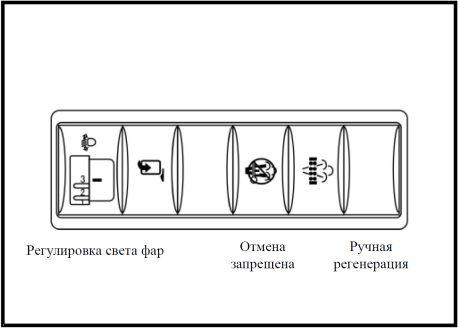 3
2
Регулировка света фар
Отмена
запрещена
Ручная
регенерация